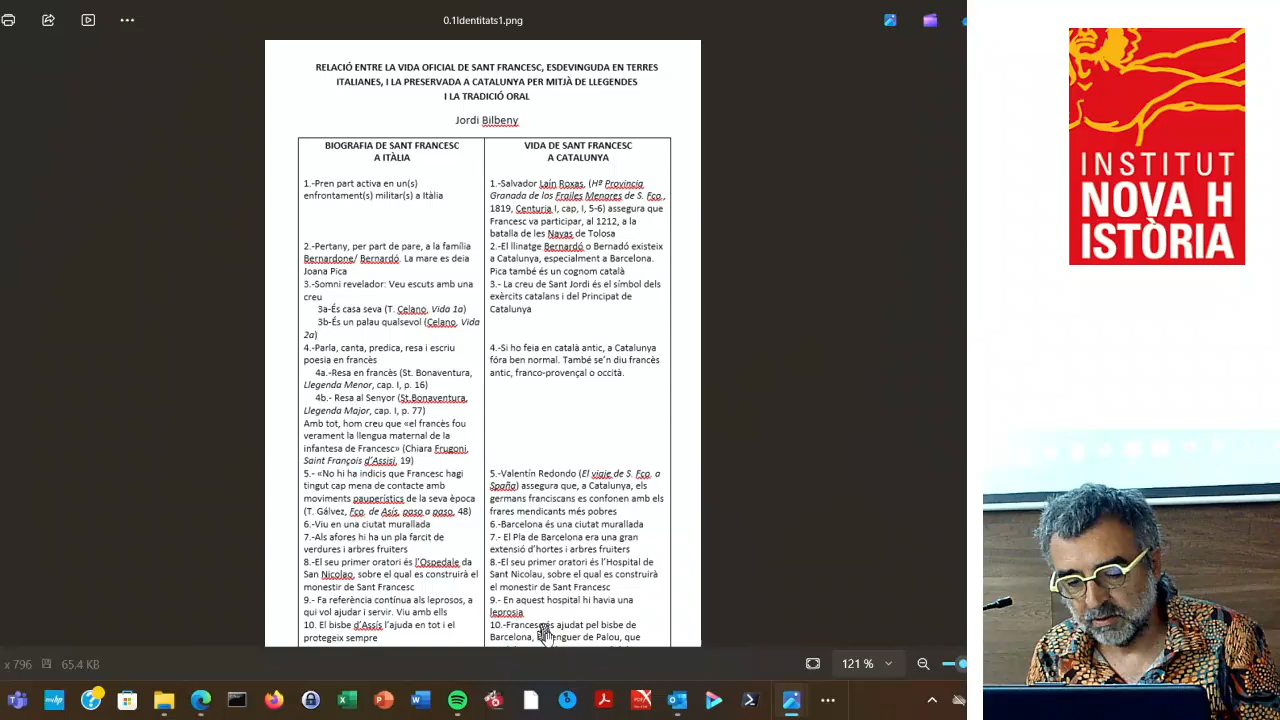 0.1Identitats1.png
RELACIÓ ENTRE LA VIDA OFICIAL DE SANT FRANCESC, ESDEVINGUDA EN TERRES
ITALIANES, I LA PRESERVADA A CATALUNYA PER MITJÀ DE LLEGENDES
I LA TRADICIÓ ORAL
Jordi Bilbeny
BIOGRAFIA DE SANT FRANCESC
A ITÀLIA
1.-Pren part activa en un(s)
enfrontament(s) militar(s) a Itàlia
2.-Pertany, per part de pare, a la família
Bernardone/ Bernardó. La mare es deia
Joana Pica
3.-Somni revelador: Veu escuts amb una
creu
3a-És casa seva (T. Celano, Vida 1a)
3b-És un palau qualsevol (Celano, Vida
2a)
4.-Parla, canta, predica, resa i escriu
poesia en francès
4a.-Resa en francès (St. Bonaventura,
Llegenda Menor, cap. I, p. 16)
4b.- Resa al Senyor (St.Bonaventura,
Llegenda Major, cap. I, p. 77)
Amb tot, hom creu que «el francès fou
verament la llengua maternal de la
infantesa de Francesc» (Chiara Frugoni,
Saint François d'Assisi, 19)
5.- «No hi ha indicis que Francesc hagi
tingut cap mena de contacte amb
moviments pauperístics de la seva època
(T. Gálvez, Fco. de Asís, paso a paso, 48)
6.-Viu en una ciutat murallada
7.-Als afores hi ha un pla farcit de
verdures i arbres fruiters
8.-El seu primer oratori és l'Ospedale da
San Nicolao, sobre el qual es construirà el
monestir de Sant Francesc
9.- Fa referència contínua als leprosos, a
qui vol ajudar i servir. Viu amb ells
10. El bisbe d'Assís l'ajuda en tot i el
protegeix sempre
VIDA DE SANT FRANCESC
A CATALUNYA
1.-Salvador Laín Roxas, (Hª Provincia
Granada de los Frailes Menores de S. Fco.,
1819, Centuria I, cap, I, 5-6) assegura que
Francesc va participar, al 1212, a la
batalla de les Navas de Tolosa
2.-El llinatge Bernardó o Bernadó existeix
a Catalunya, especialment a Barcelona.
Pica també és un cognom català
3.- La creu de Sant Jordi és el símbol dels
exèrcits catalans i del Principat de
Catalunya
4.-Si ho feia en català antic, a Catalunya
fóra ben normal. També se'n diu francès
antic, franco-provençal o occità.
5.-Valentín Redondo (El viaje de S. Fco. a
Spaña) assegura que, a Catalunya, els
germans franciscans es confonen amb els
frares mendicants més pobres
6.-Barcelona és una ciutat murallada
7.- El Pla de Barcelona era una gran
extensió d'hortes i arbres fruiters
8.-El seu primer oratori és l'Hospital de
Sant Nicolau, sobre el qual es construirà
el monestir de Sant Francesc
9.- En aquest hospital hi havia una
leprosia
10.-Francesc és ajudat pel bisbe de
Barcelona, Berenguer de Palou, que
x 796 65.4 KB 121 %
INSTITUT
NOVA H
ISTÒRIA